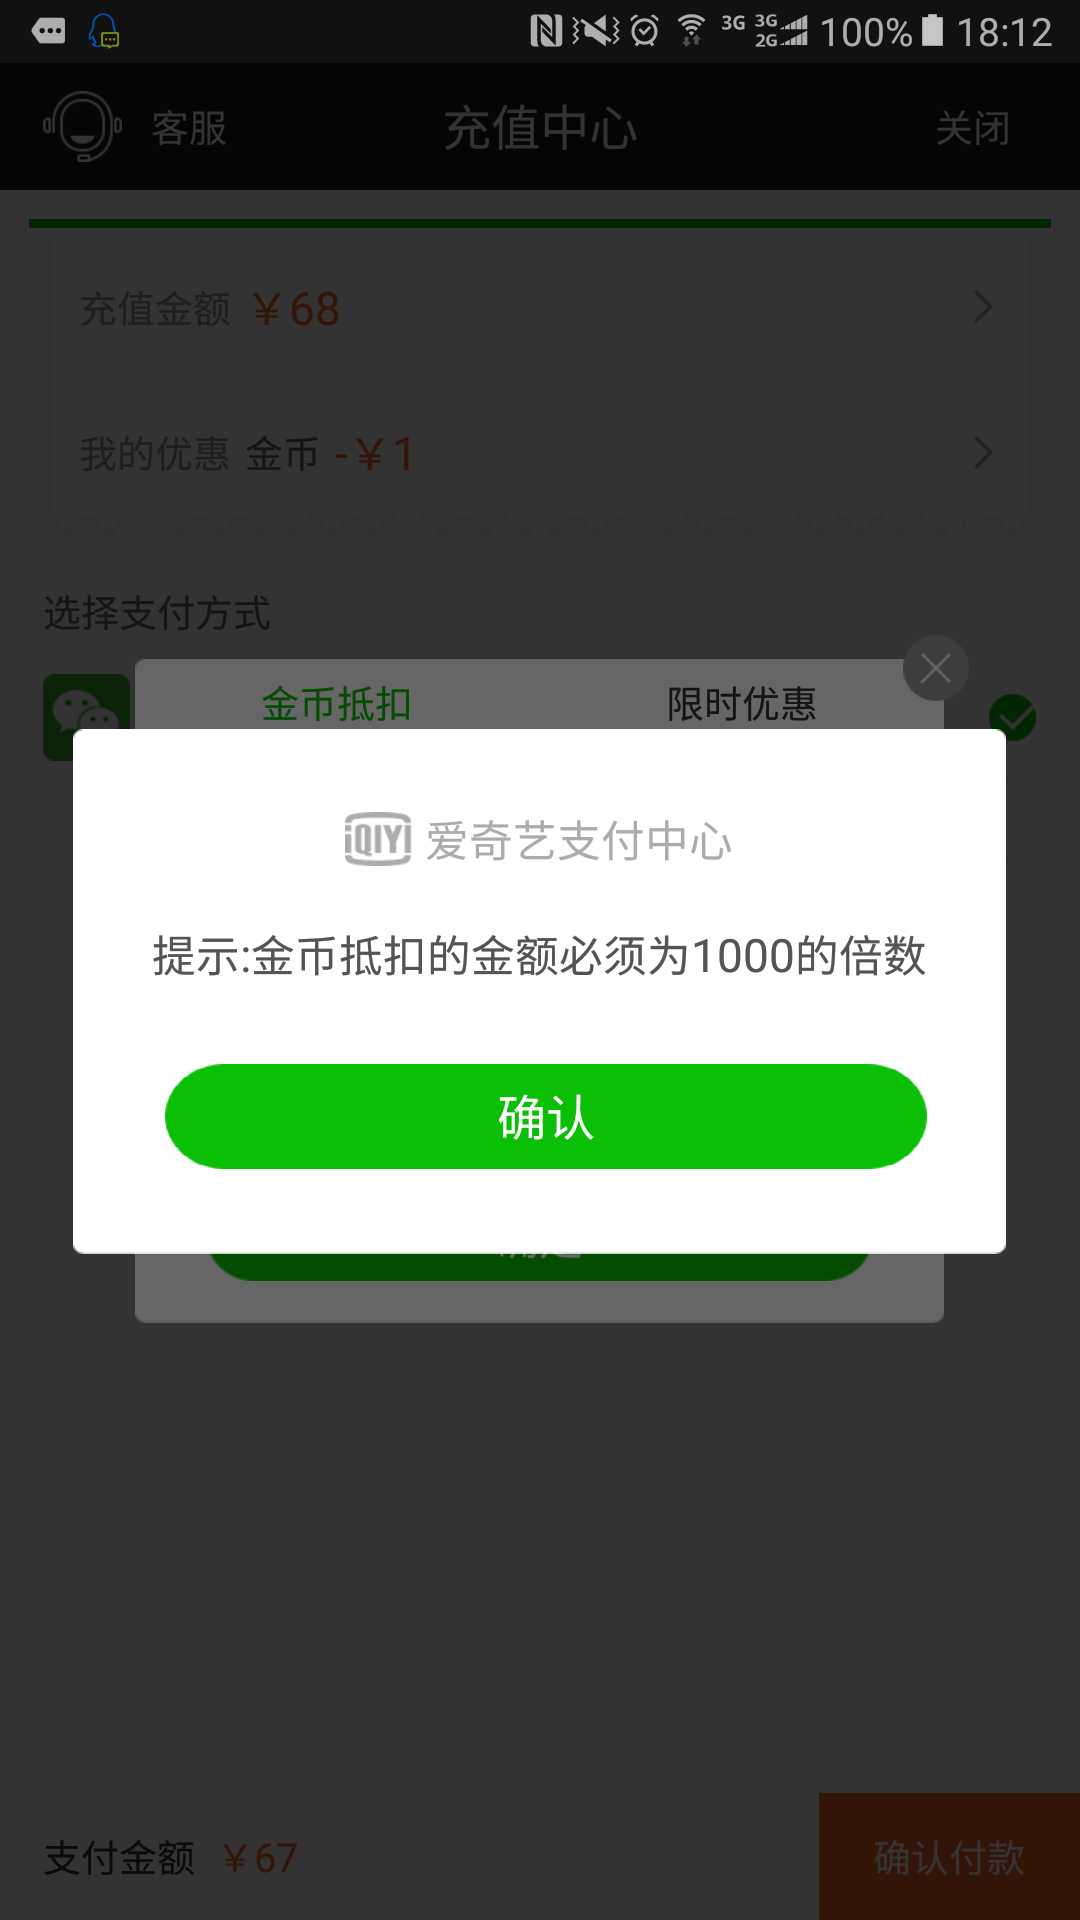 3G 3G 2G 100% 18:12
客服 充值中心 关闭
充值金额 ￥68
我的优惠 金币 -￥1
选择支付方式
金币抵扣 限时优惠
iQIYI 爱奇艺支付中心
提示:金币抵扣的金额必须为1000的倍数
确认
支付金额 ￥67 确认付款